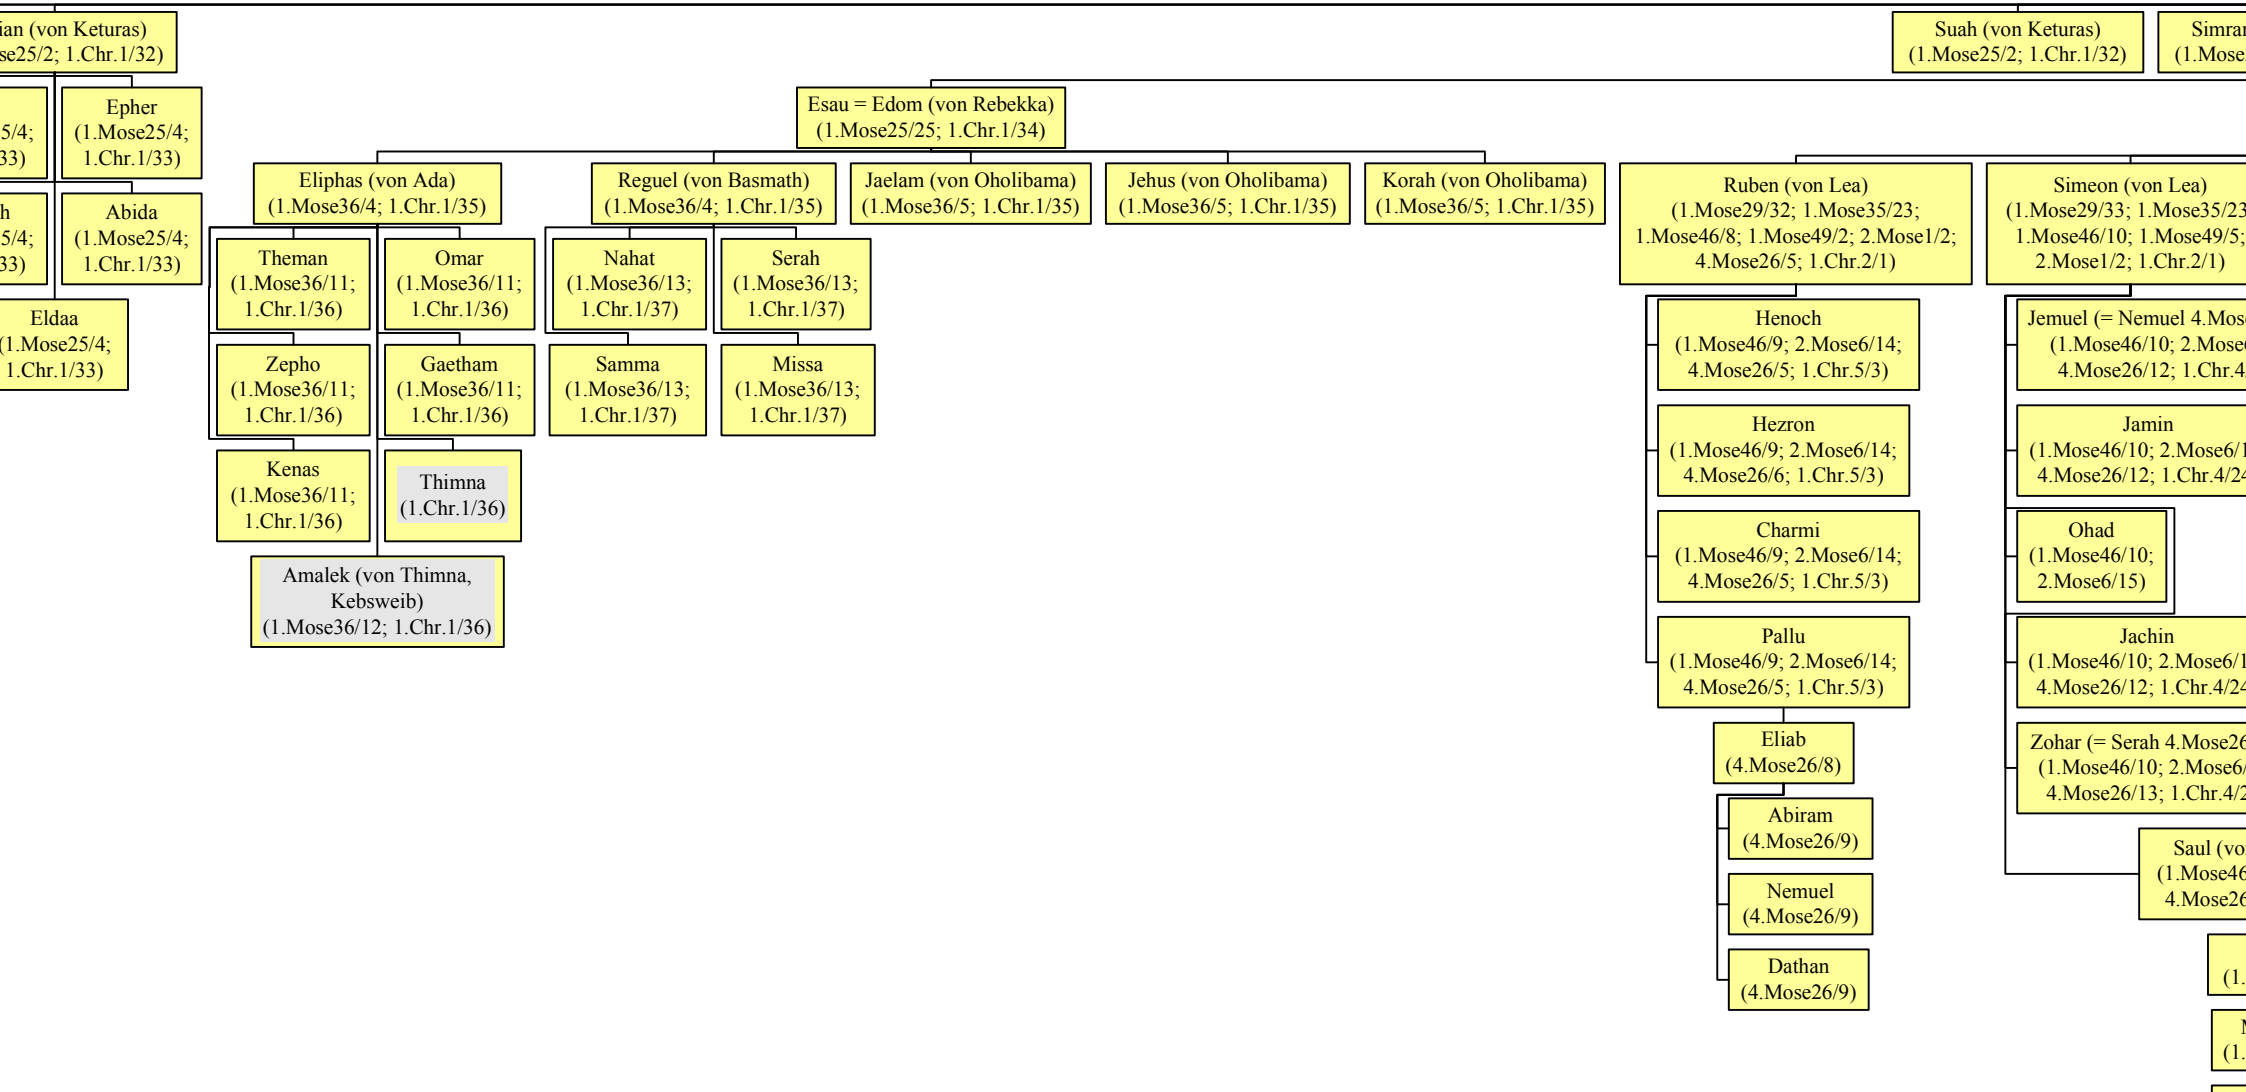 ian (von Keturas)
se25/2; 1.Chr.1/32)
Suah (von Keturas)
(1.Mose25/2; 1.Chr.1/32)
Simran
(1.Mose
5/4;
33)
Epher
(1.Mose25/4;
1.Chr.1/33)
h
5/4;
33)
Abida
(1.Mose25/4;
1.Chr.1/33)
Eldaa
(1.Mose25/4;
1.Chr.1/33)
Esau = Edom (von Rebekka)
(1.Mose25/25; 1.Chr.1/34)
Eliphas (von Ada)
(1.Mose36/4; 1.Chr.1/35)
Theman
(1.Mose36/11;
1.Chr.1/36)
Omar
(1.Mose36/11;
1.Chr.1/36)
Zepho
(1.Mose36/11;
1.Chr.1/36)
Gaetham
(1.Mose36/11;
1.Chr.1/36)
Kenas
(1.Mose36/11;
1.Chr.1/36)
Thimna
(1.Chr.1/36)
Amalek (von Thimna,
Kebsweib)
(1.Mose36/12; 1.Chr.1/36)
Reguel (von Basmath)
(1.Mose36/4; 1.Chr.1/35)
Nahat
(1.Mose36/13;
1.Chr.1/37)
Serah
(1.Mose36/13;
1.Chr.1/37)
Samma
(1.Mose36/13;
1.Chr.1/37)
Missa
(1.Mose36/13;
1.Chr.1/37)
Jaelam (von Oholibama)
(1.Mose36/5; 1.Chr.1/35)
Jehus (von Oholibama)
(1.Mose36/5; 1.Chr.1/35)
Korah (von Oholibama)
(1.Mose36/5; 1.Chr.1/35)
Ruben (von Lea)
(1.Mose29/32; 1.Mose35/23;
1.Mose46/8; 1.Mose49/2; 2.Mose1/2;
4.Mose26/5; 1.Chr.2/1)
Henoch
(1.Mose46/9; 2.Mose6/14;
4.Mose26/5; 1.Chr.5/3)
Hezron
(1.Mose46/9; 2.Mose6/14;
4.Mose26/6; 1.Chr.5/3)
Charmi
(1.Mose46/9; 2.Mose6/14;
4.Mose26/5; 1.Chr.5/3)
Pallu
(1.Mose46/9; 2.Mose6/14;
4.Mose26/5; 1.Chr.5/3)
Eliab
(4.Mose26/8)
Abiram
(4.Mose26/9)
Nemuel
(4.Mose26/9)
Dathan
(4.Mose26/9)
Simeon (von Lea)
(1.Mose29/33; 1.Mose35/23
1.Mose46/10; 1.Mose49/5;
2.Mose1/2; 1.Chr.2/1)
Jemuel (= Nemuel 4.Mos
(1.Mose46/10; 2.Mose6
4.Mose26/12; 1.Chr.4/
Jamin
(1.Mose46/10; 2.Mose6/1
4.Mose26/12; 1.Chr.4/24
Ohad
(1.Mose46/10;
2.Mose6/15)
Jachin
(1.Mose46/10; 2.Mose6/1
4.Mose26/12; 1.Chr.4/24
Zohar (= Serah 4.Mose26
(1.Mose46/10; 2.Mose6/
4.Mose26/13; 1.Chr.4/2
Saul (vo
(1.Mose46
4.Mose26
(1.
(1.